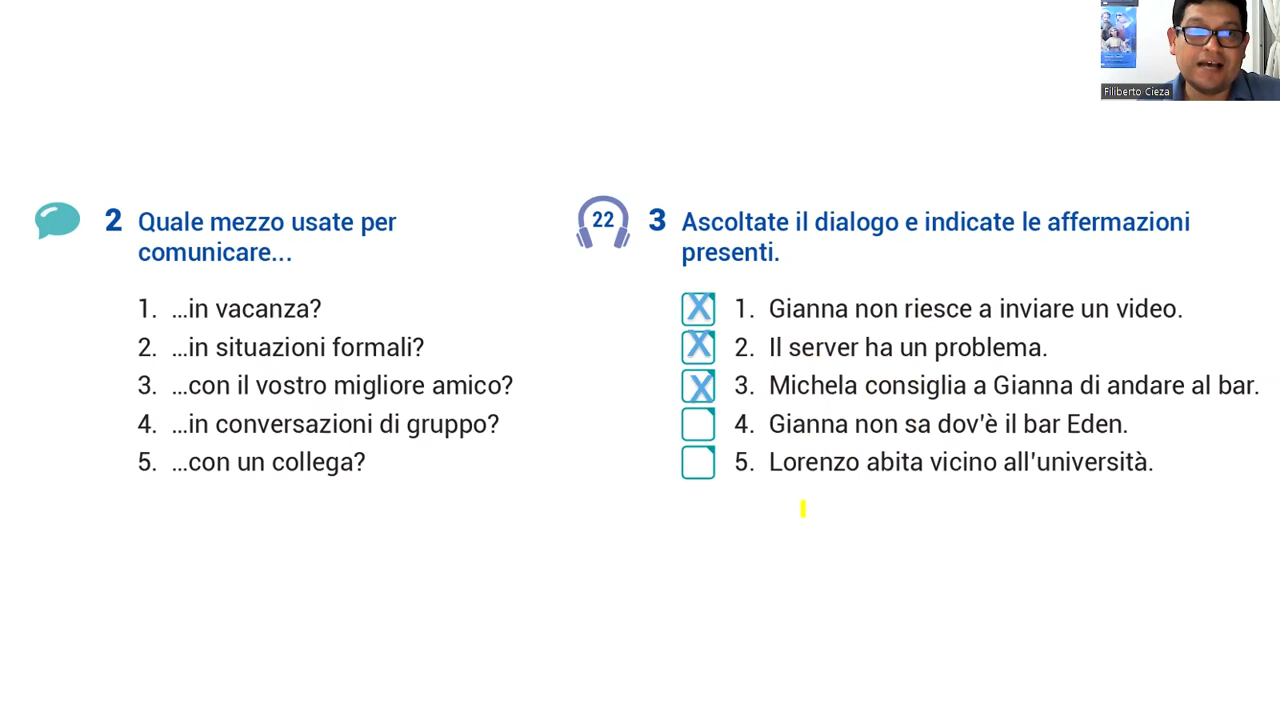 Filiberto Cieza
2 Quale mezzo usate per
comunicare...
1. ...in vacanza?
2. ...in situazioni formali?
3. ...con il vostro migliore amico?
4. ...in conversazioni di gruppo?
5. ...con un collega?
22 3 Ascoltate il dialogo e indicate le affermazioni
presenti.
X 1. Gianna non riesce a inviare un video.
X 2. Il server ha un problema.
X 3. Michela consiglia a Gianna di andare al bar.
4. Gianna non sa dov'è il bar Eden.
5. Lorenzo abita vicino all'università.